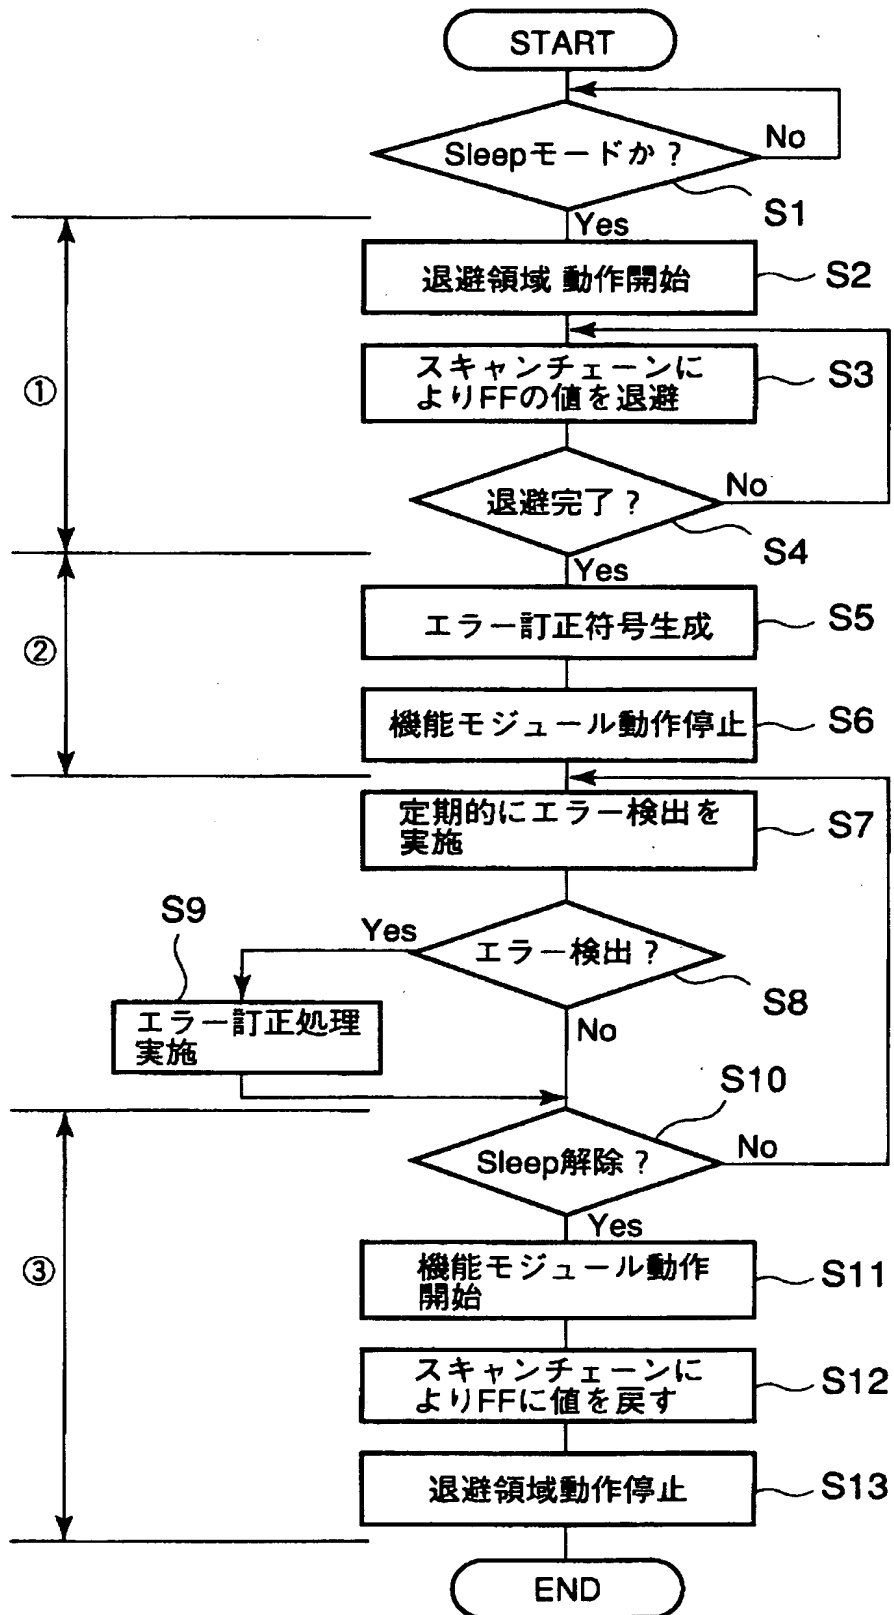 START
Sleepモードか?
No
S1
Yes
退避領域 動作開始
S2
スキャンチェーンに
よりFFの値を退避
S3
①
退避完了?
No
S4
Yes
エラー訂正符号生成
S5
②
機能モジュール動作停止
S6
定期的にエラー検出を
実施
S7
S9
Yes
エラー検出?
S8
エラー訂正処理
実施
No
S10
Sleep解除?
No
Yes
③
機能モジュール動作
開始
S11
スキャンチェーンに
よりFFに値を戻す
S12
退避領域動作停止
S13
END